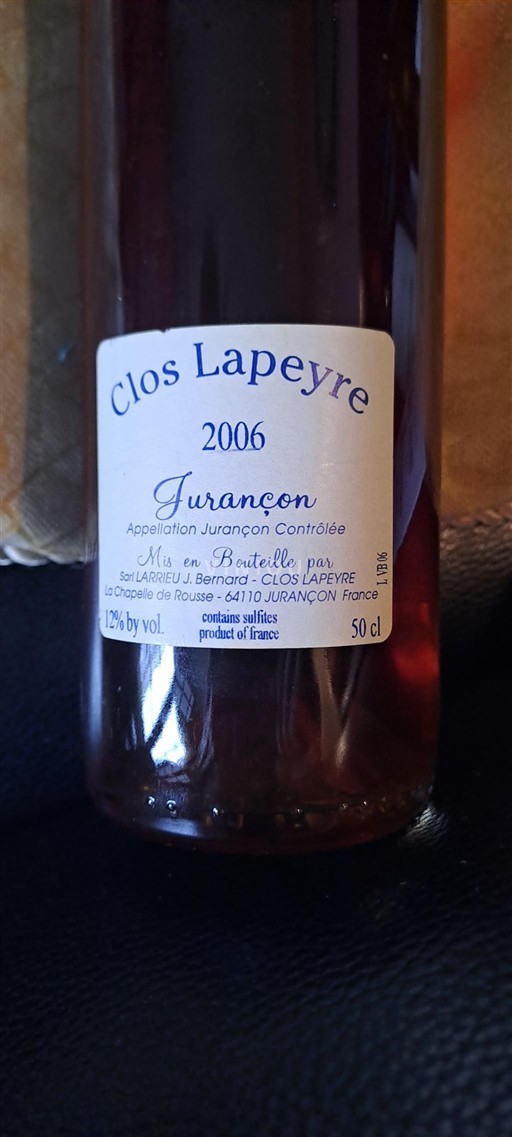 Clos Lapeyre
2006
Jurançon
Appellation Jurançon Contrôlée
Mis en Bouteille par
Sarl LARRIEU J. Bernard - CLOS LAPEYRE
La Chapelle de Rousse - 64110 JURANÇON France
L VB 06
12% by vol.
contains sulfites
product of france
50 cl